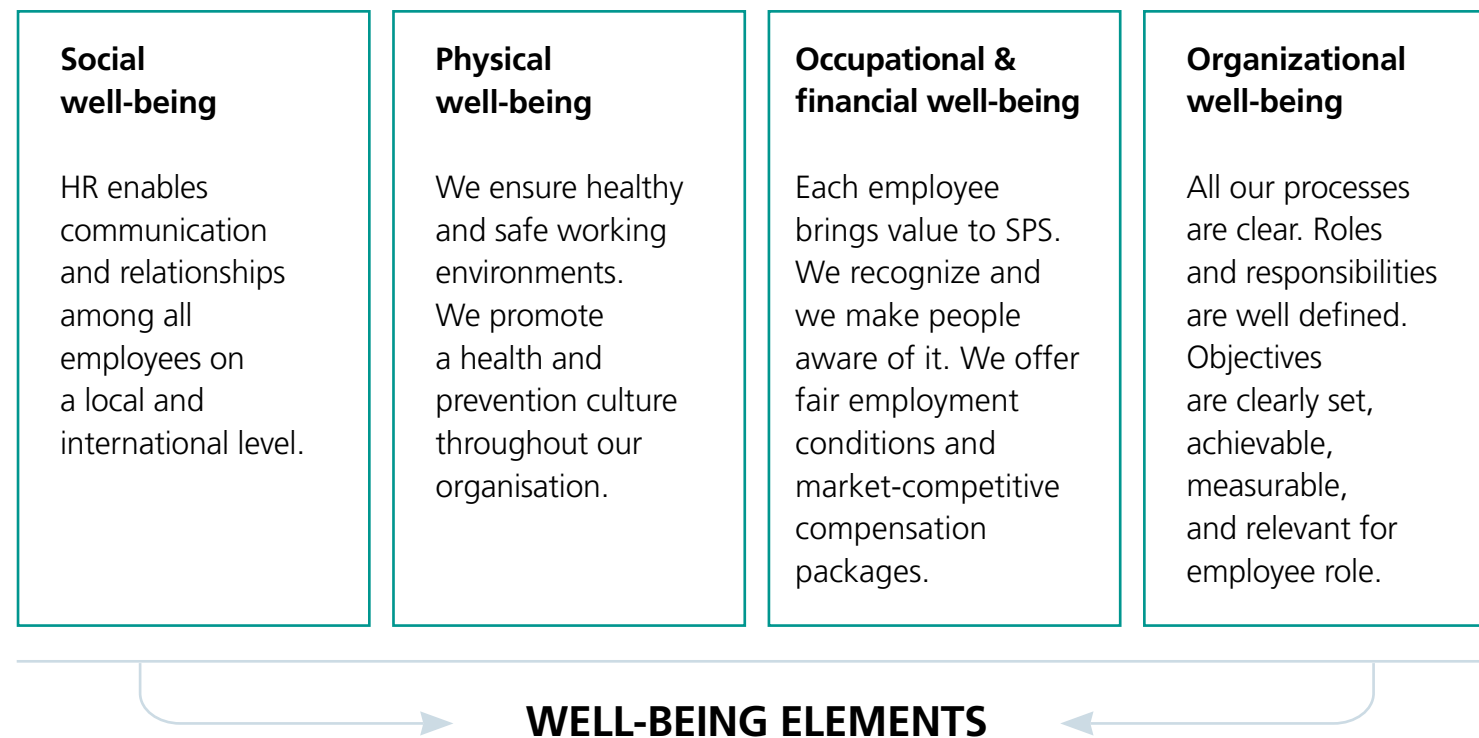 Social
well-being
HR enables
communication
and relationships
among all
employees on
a local and
international level.
Physical
well-being
We ensure healthy
and safe working
environments.
We promote
a health and
prevention culture
throughout our
organisation.
Occupational &
financial well-being
Each employee
brings value to SPS.
We recognize and
we make people
aware of it. We offer
fair employment
conditions and
market-competitive
compensation
packages.
Organizational
well-being
All our processes
are clear. Roles
and responsibilities
are well defined.
Objectives
are clearly set,
achievable,
measurable,
and relevant for
employee role.
WELL-BEING ELEMENTS